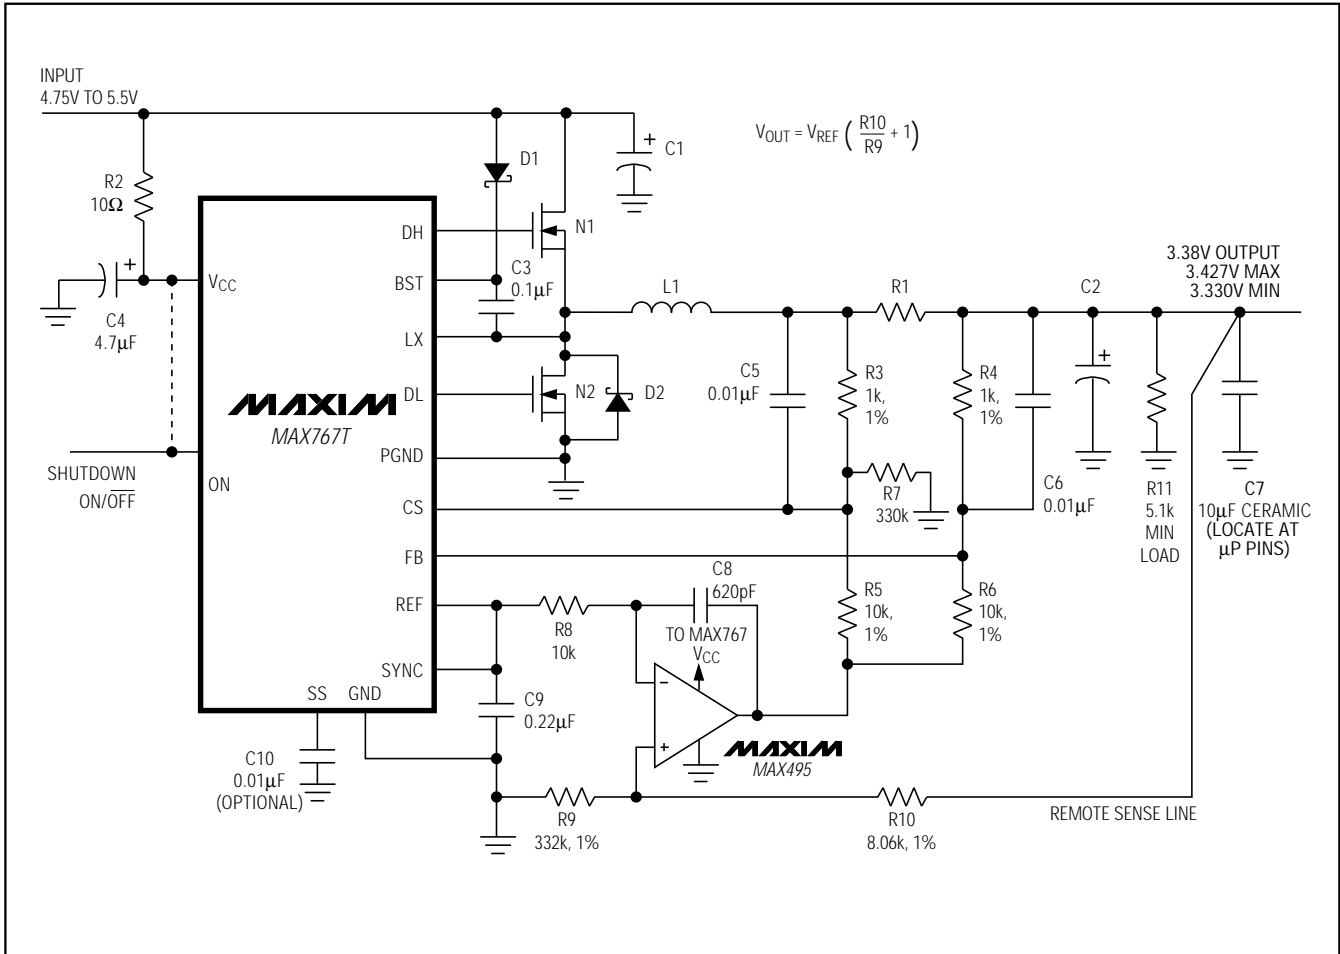 INPUT
4.75V TO 5.5V
R2
10Ω
C4
4.7µF
SHUTDOWN
ON/OFF
VCC
ON
MAXIM
MAX767T
DH
BST
LX
DL
PGND
CS
FB
REF
SYNC
SS
GND
C10
0.01µF
(OPTIONAL)
D1
N1
C1
C3
0.1µF
N2
D2
VOUT = VREF ( R10
R9
+ 1)
L1
R1
C2
3.38V OUTPUT
3.427V MAX
3.330V MIN
C5
0.01µF
R3
1k,
1%
R4
1k,
1%
R7
330k
C6
0.01µF
R11
5.1k
MIN
LOAD
C7
10µF CERAMIC
(LOCATE AT
µP PINS)
C8
620pF
TO MAX767
VCC
R8
10k
R5
10k,
1%
R6
10k,
1%
C9
0.22µF
–
+
MAXIM
MAX495
R9
332k, 1%
R10
8.06k, 1%
REMOTE SENSE LINE